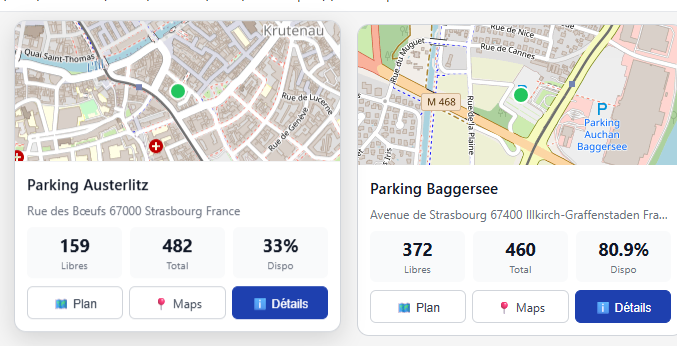 Krutenau
Quai Saint-Thomas
Rue de Lucerne
Rue de Genève
Parking Austerlitz
Rue des Bœufs 67000 Strasbourg France
159
482
33%
Libres
Total
Dispo
Plan
Maps
Détails
Rue de Nice
Rue du Muguet
Rue de Cannes
M 468
Rue de la Plaine
P
Parking
Auchan
Baggersee
Parking Baggersee
Avenue de Strasbourg 67400 Illkirch-Graffenstaden Fra...
372
460
80.9%
Libres
Total
Dispo
Plan
Maps
Détails